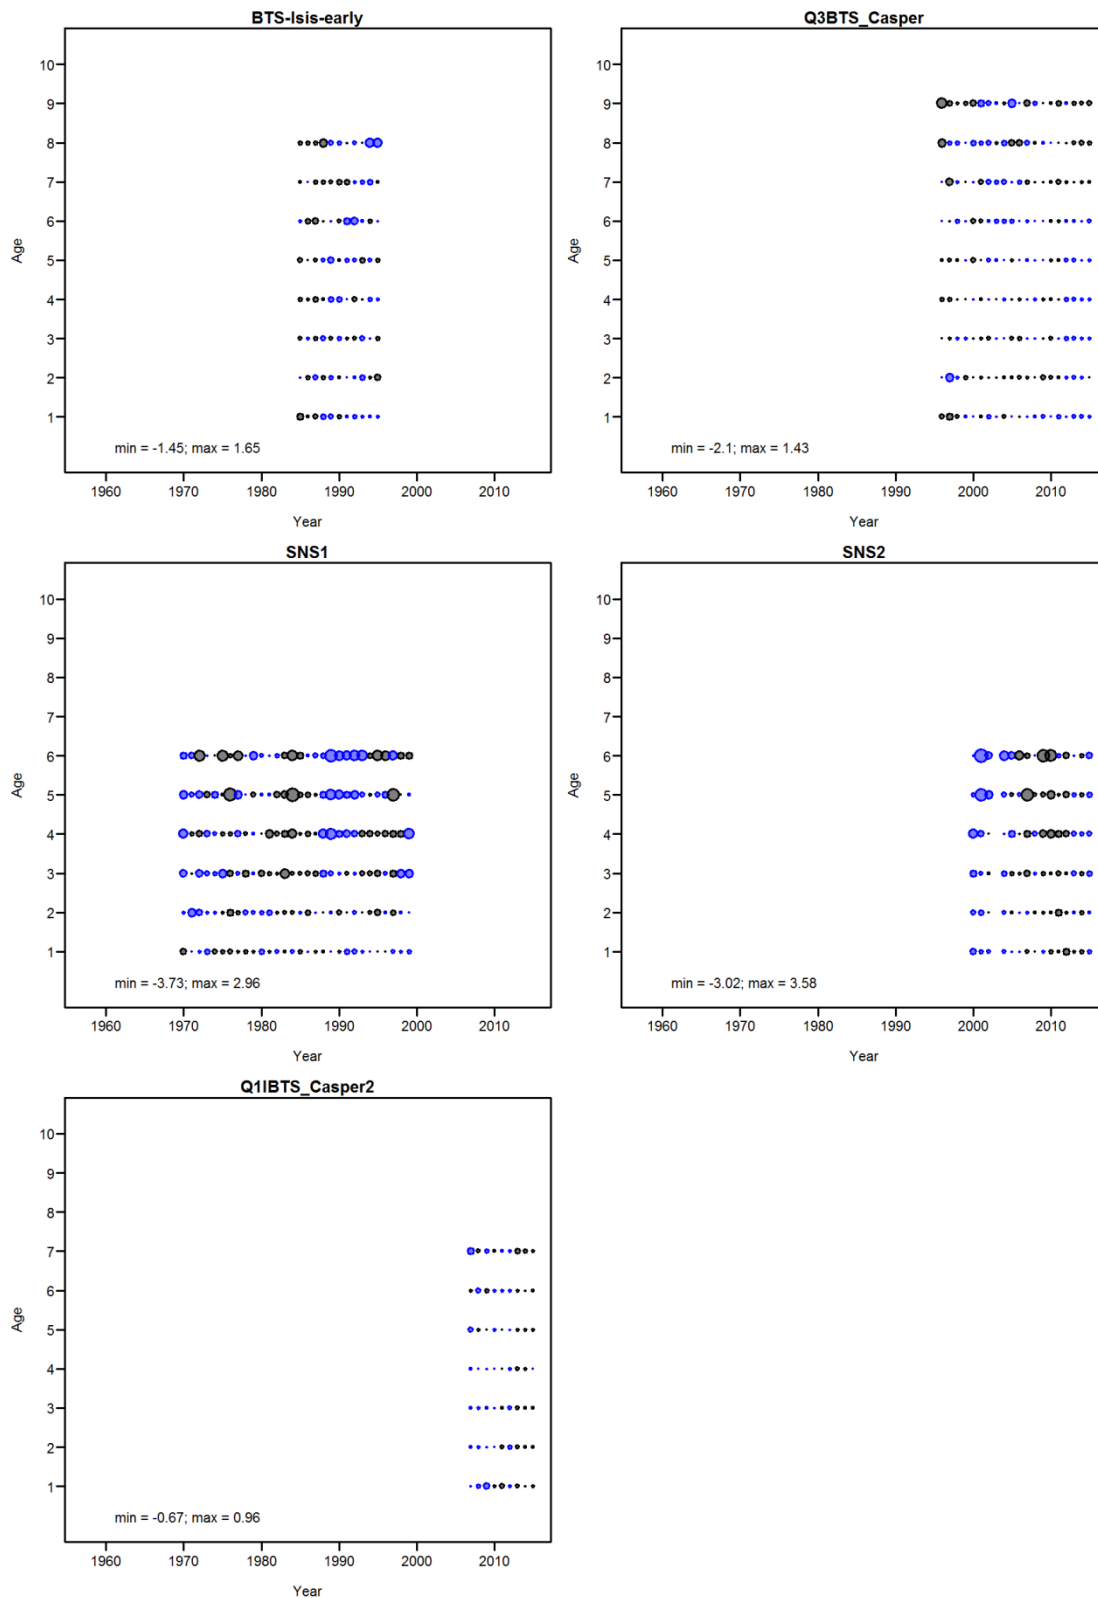 BTS-Isis-early
Age
10
9
8
7
6
5
4
3
2
1
min = -1.45; max = 1.65
1960 1970 1980 1990 2000 2010
Year
Q3BTS_Casper
Age
10
9
8
7
6
5
4
3
2
1
min = -2.1; max = 1.43
1960 1970 1980 1990 2000 2010
Year
SNS1
Age
10
9
8
7
6
5
4
3
2
1
min = -3.73; max = 2.96
1960 1970 1980 1990 2000 2010
Year
SNS2
Age
10
9
8
7
6
5
4
3
2
1
min = -3.02; max = 3.58
1960 1970 1980 1990 2000 2010
Year
Q1IBTS_Casper2
Age
10
9
8
7
6
5
4
3
2
1
min = -0.67; max = 0.96
1960 1970 1980 1990 2000 2010
Year